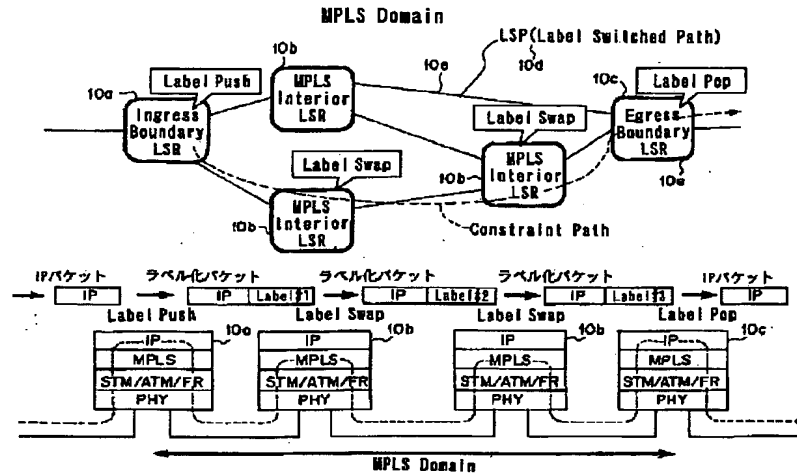 MPLS Domain
10b
LSP(Label Switched Path)
10e
10d
10a
Label Push
MPLS
Interior
LSR
10c
Label Pop
Ingress
Boundary
LSR
Label Swap
Egress
Boundary
LSR
Label Swap
MPLS
Interior
LSR
10b
10e
MPLS
Interior
LSR
10b
Constraint Path
IPパケット
ラベル化パケット
ラベル化パケット
ラベル化パケット
IPパケット
IP
IP Label#1
IP Label#2
IP Label#3
IP
Label Push
Label Swap
Label Swap
Label Pop
10a
10b
10b
10c
IP
IP
IP
IP
MPLS
MPLS
MPLS
MPLS
STM/ATM/FR
STM/ATM/FR
STM/ATM/FR
STM/ATM/FR
PHY
PHY
PHY
PHY
MPLS Domain